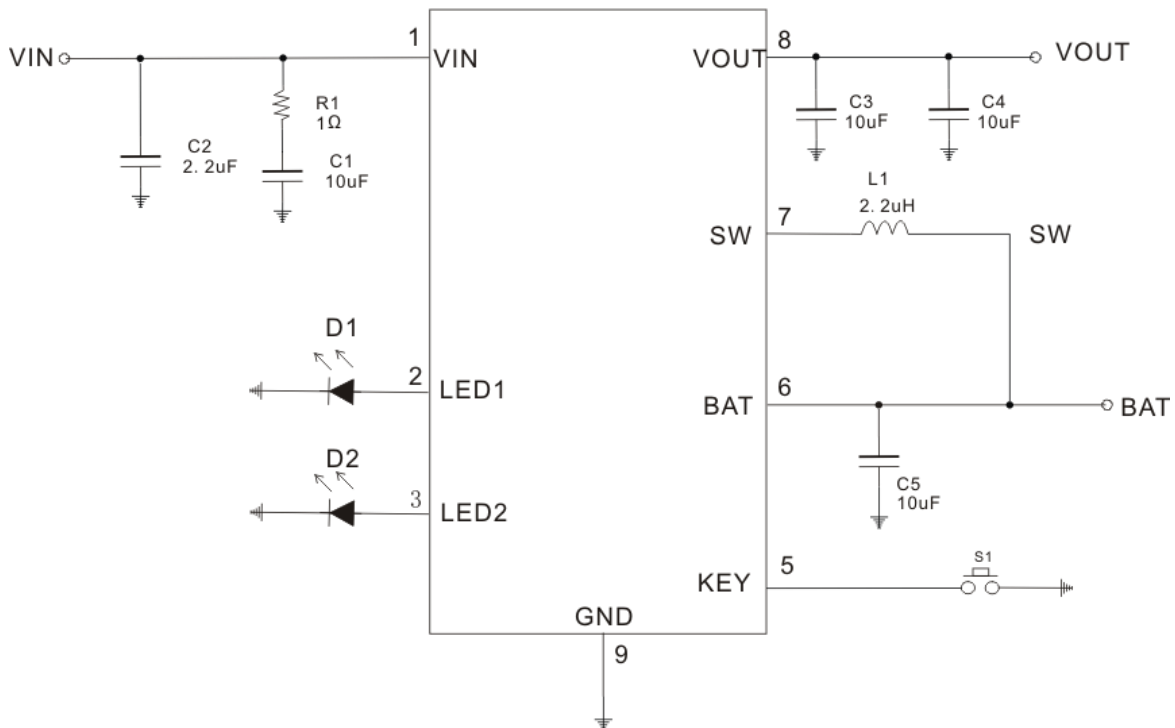 VIN
1
VIN
R1
1Ω
C2
2. 2uF
C1
10uF
D1
2
LED1
D2
3
LED2
GND
9
VOUT
8
VOUT
C3
10uF
C4
10uF
L1
2. 2uH
SW
7
SW
BAT
6
BAT
C5
10uF
KEY
5
S1